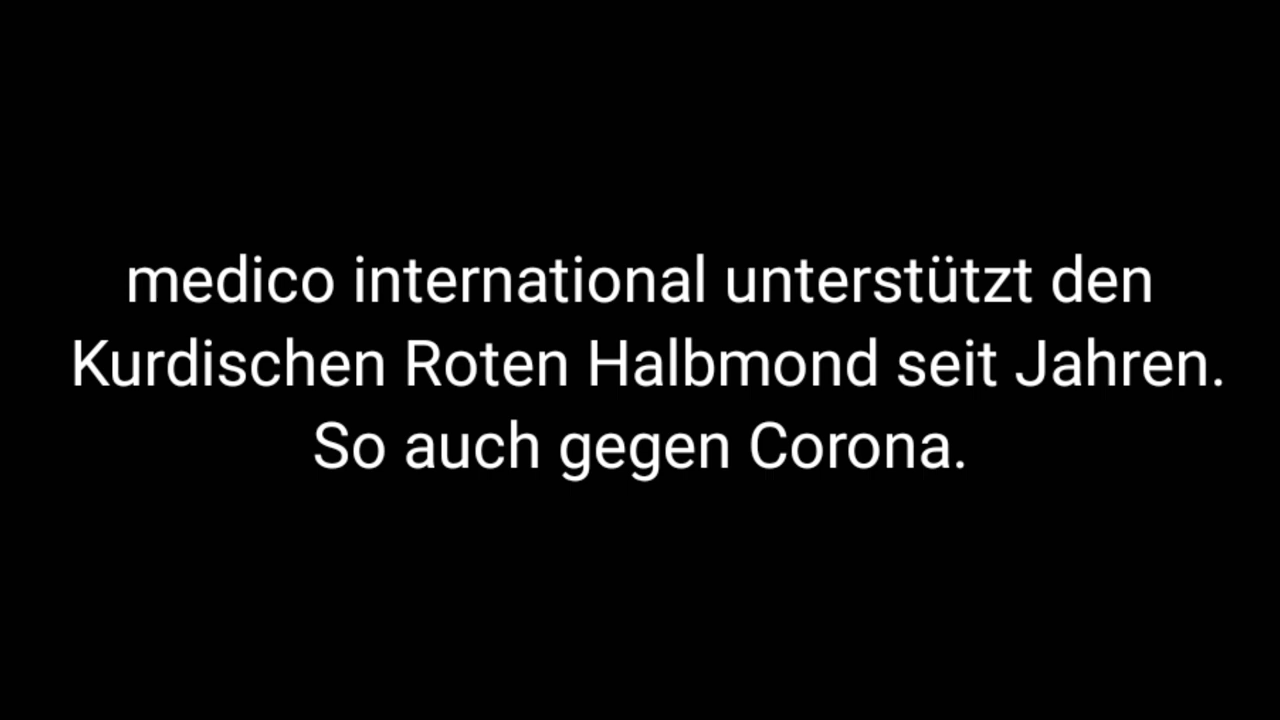 medico international unterstützt den
Kurdischen Roten Halbmond seit Jahren.
So auch gegen Corona.